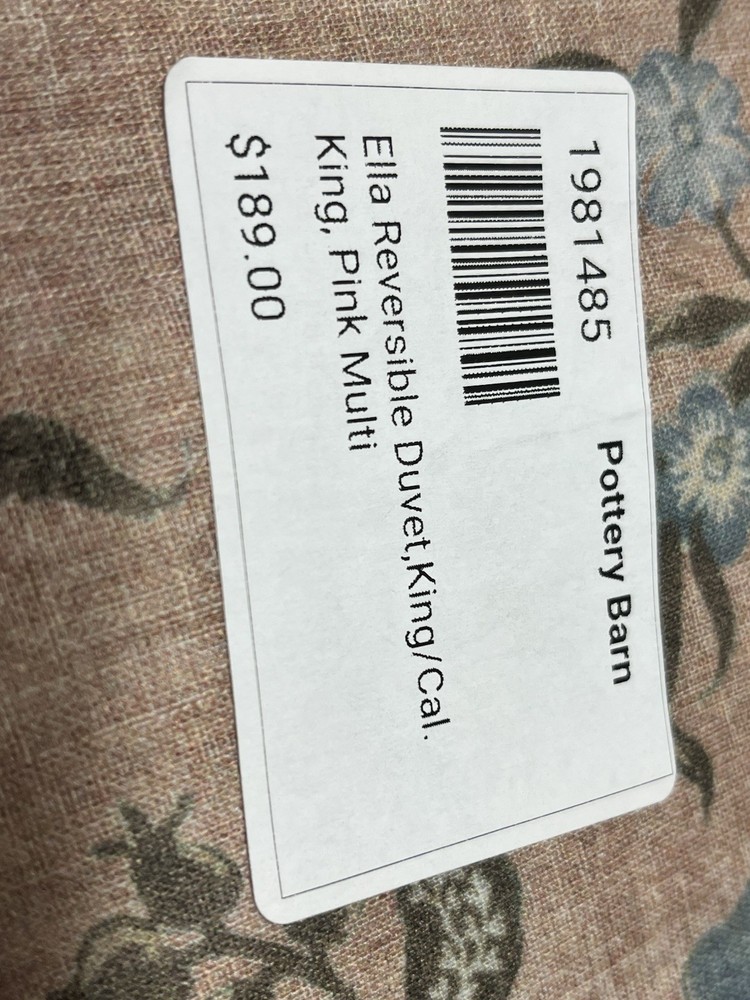 Pottery Barn
1981485
Ella Reversible Duvet,King/Cal.
King, Pink Multi
$189.00